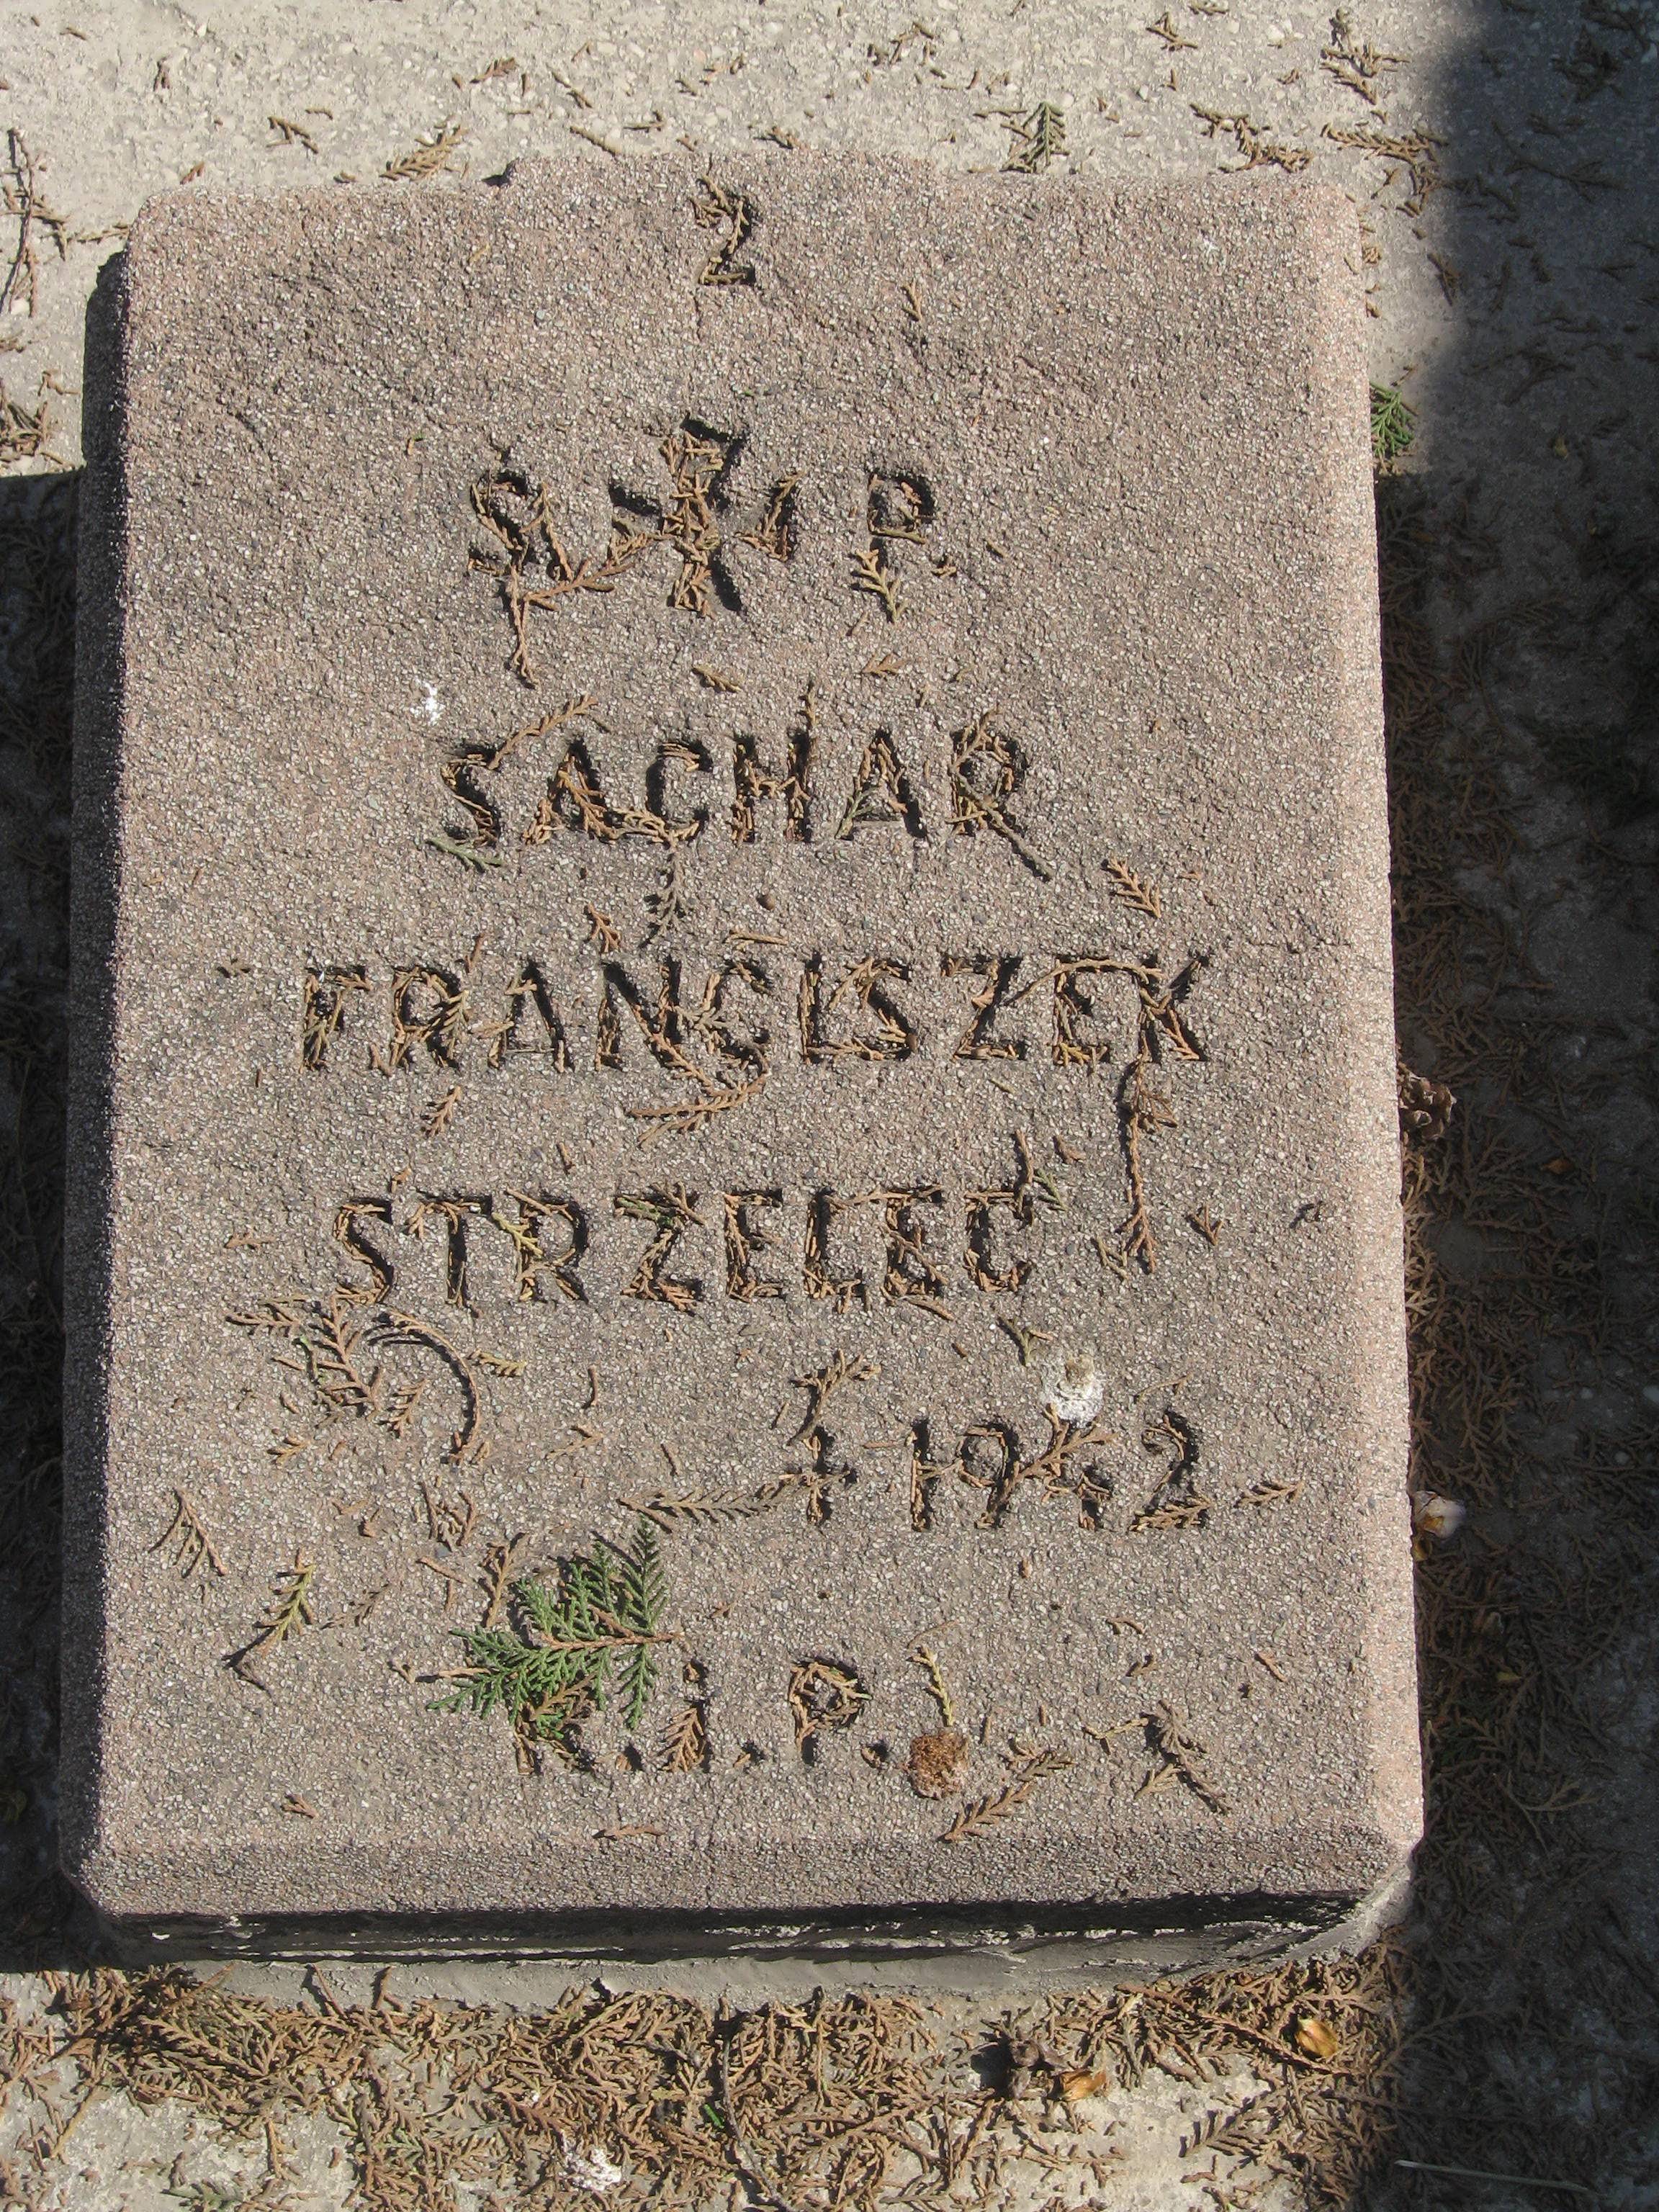 2
Ś. ✝ P.
SACHAR
FRANCISZEK
STRZELEC
✝ 1942
R.I.P.